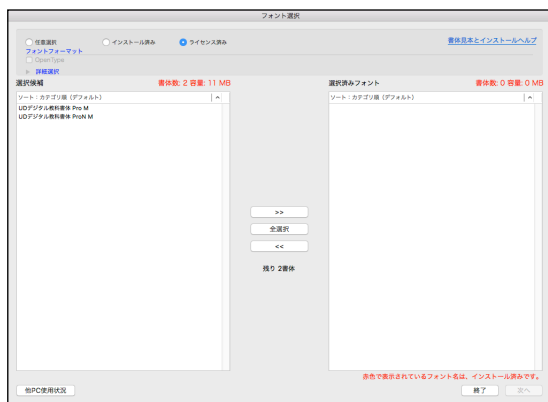 フォント選択
任意選択 インストール済み ライセンス済み 書体見本とインストールヘルプ
フォントフォーマット
OpenType
詳細選択
選択候補 書体数: 2 容量: 11 MB 選択済みフォント 書体数: 0 容量: 0 MB
ソート：カテゴリ順（デフォルト） ソート：カテゴリ順（デフォルト）
UDデジタル教科書体 Pro M
UDデジタル教科書体 ProN M
>>
全選択
<<
残り 2書体
赤色で表示されているフォント名は、インストール済みです。
他PC使用状況 終了 次へ